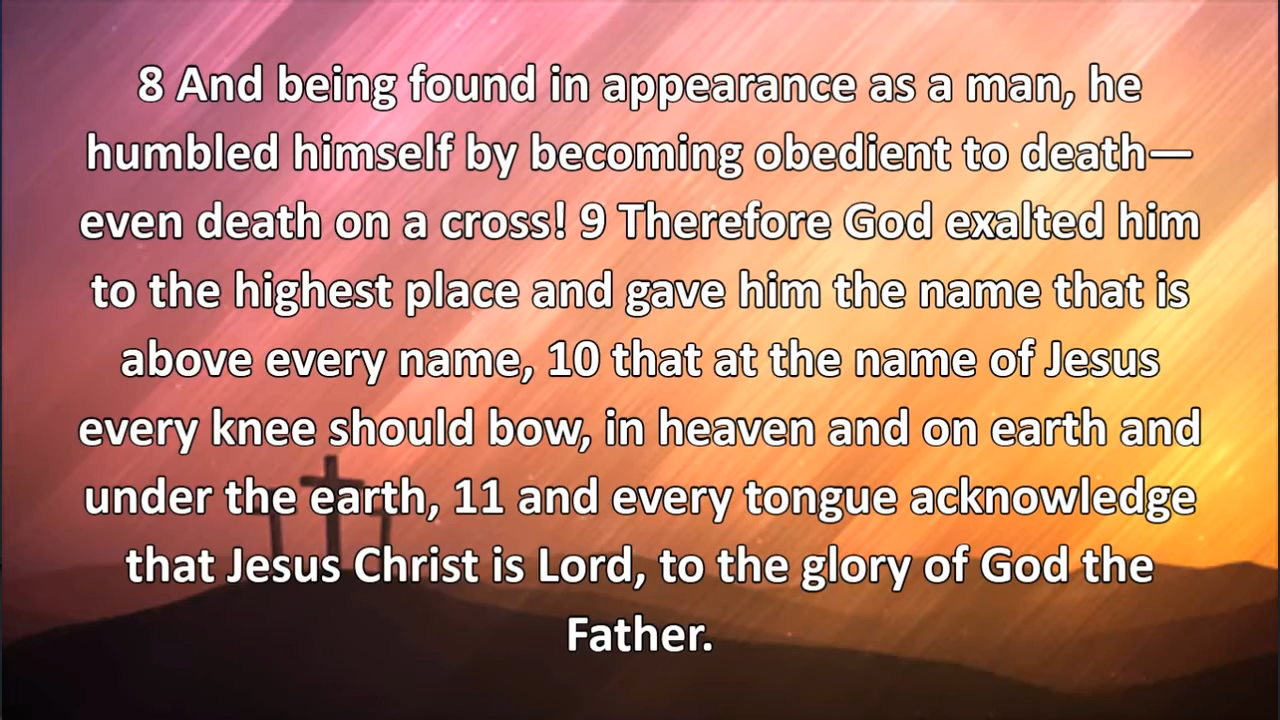 8 And being found in appearance as a man, he
humbled himself by becoming obedient to death—
even death on a cross! 9 Therefore God exalted him
to the highest place and gave him the name that is
above every name, 10 that at the name of Jesus
every knee should bow, in heaven and on earth and
under the earth, 11 and every tongue acknowledge
that Jesus Christ is Lord, to the glory of God the
Father.